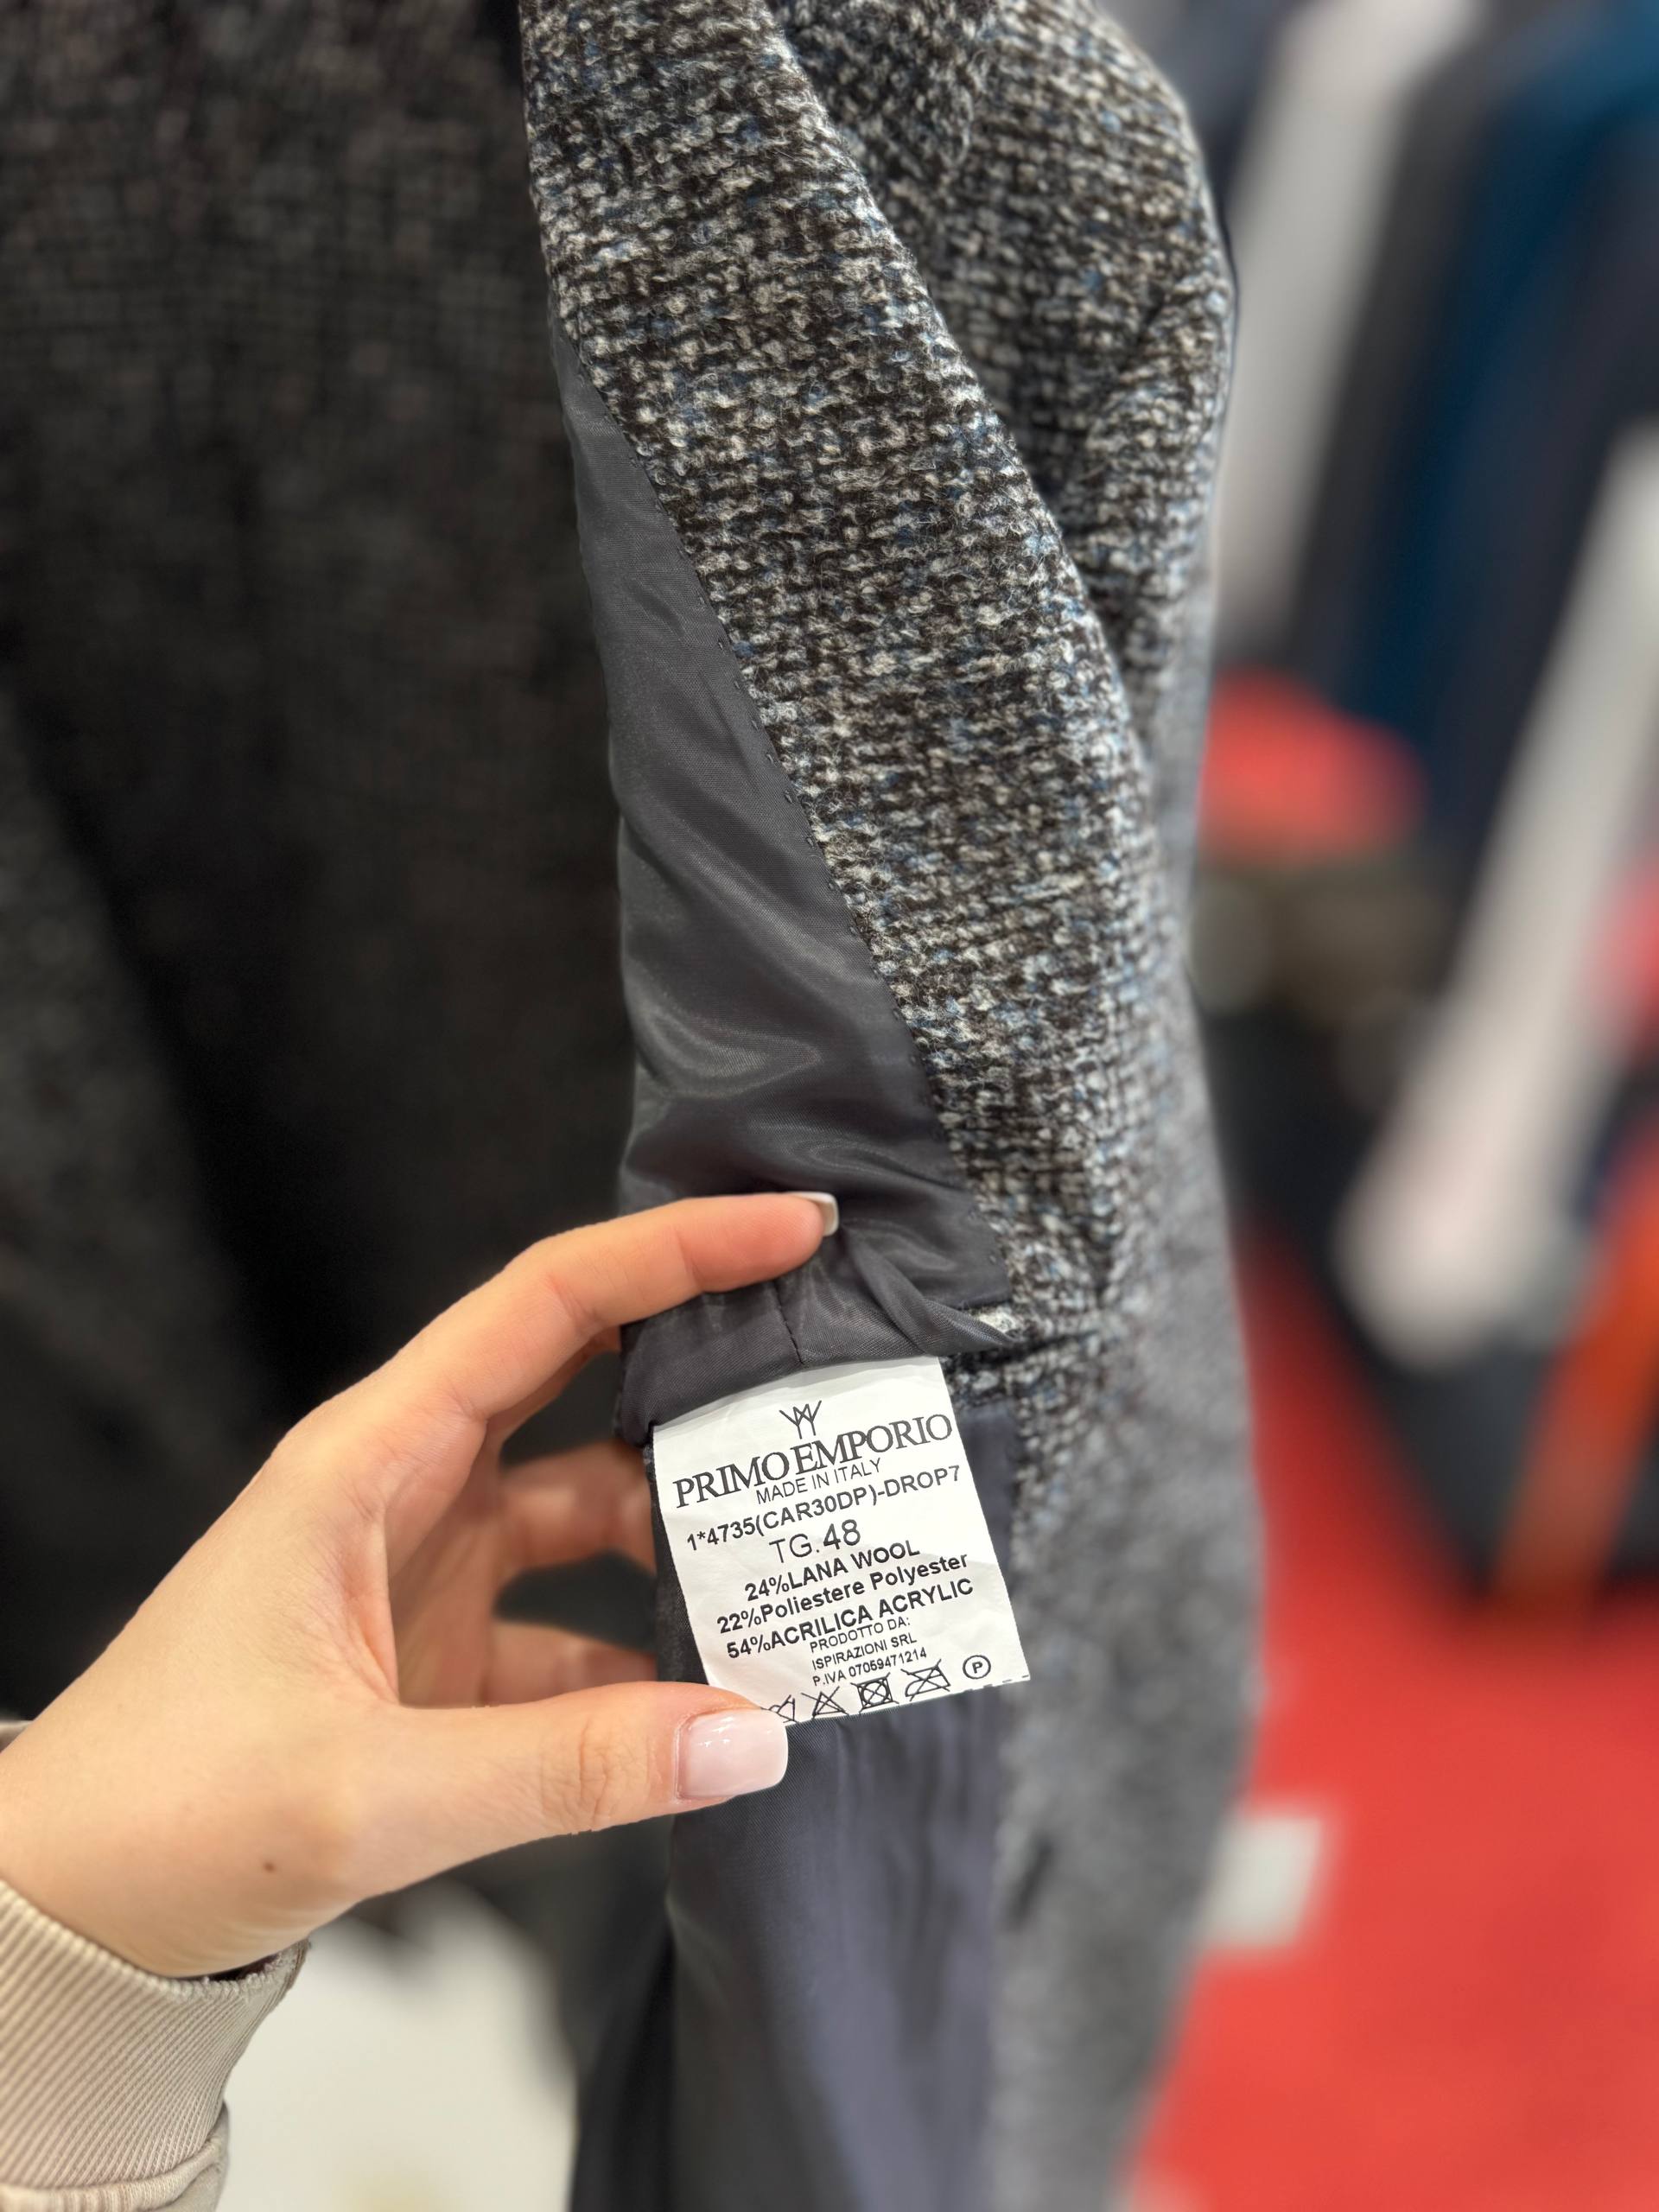 PRIMO EMPORIO
MADE IN ITALY
1*4735(CAR30DP)-DROP7
TG.48
24%LANA WOOL
22%Poliestere Polyester
54%ACRILICA ACRYLIC
PRODOTTO DA:
ISPIRAZIONI SRL
P.IVA 07059471214
P